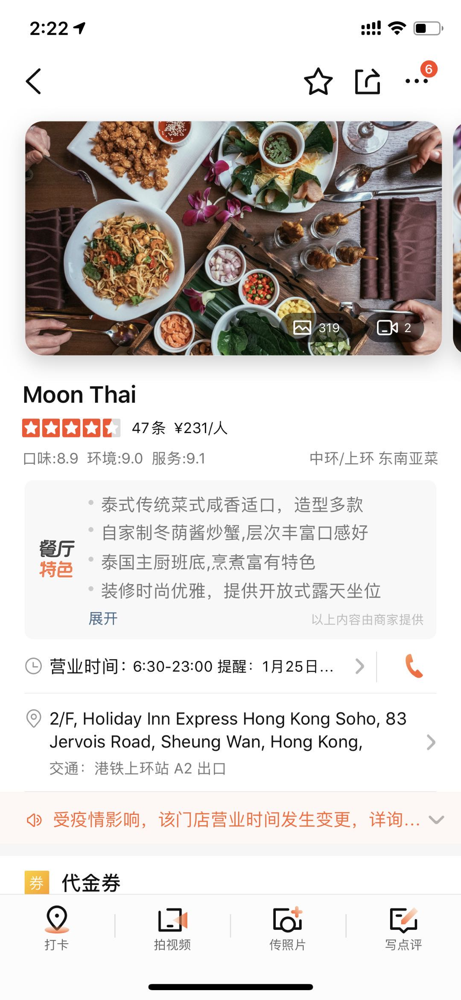 2:22
6
319
2
Moon Thai
47条 ¥231/人
口味:8.9 环境:9.0 服务:9.1 中环/上环 东南亚菜
餐厅
特色
泰式传统菜式咸香适口，造型多款
自家制冬荫酱炒蟹,层次丰富口感好
泰国主厨班底,烹煮富有特色
装修时尚优雅，提供开放式露天坐位
展开 以上内容由商家提供
营业时间：6:30-23:00 提醒：1月25日...
2/F, Holiday Inn Express Hong Kong Soho, 83
Jervois Road, Sheung Wan, Hong Kong,
交通：港铁上环站 A2 出口
受疫情影响，该门店营业时间发生变更，详询...
券 代金券
打卡 拍视频 传照片 写点评